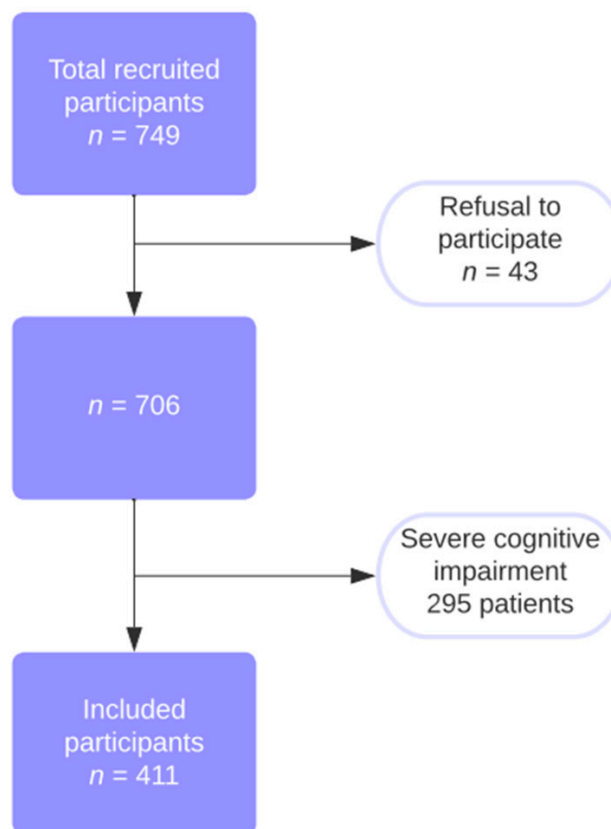 Total recruited
participants
n = 749
Refusal to
participate
n = 43
n = 706
Severe cognitive
impairment
295 patients
Included
participants
n = 411